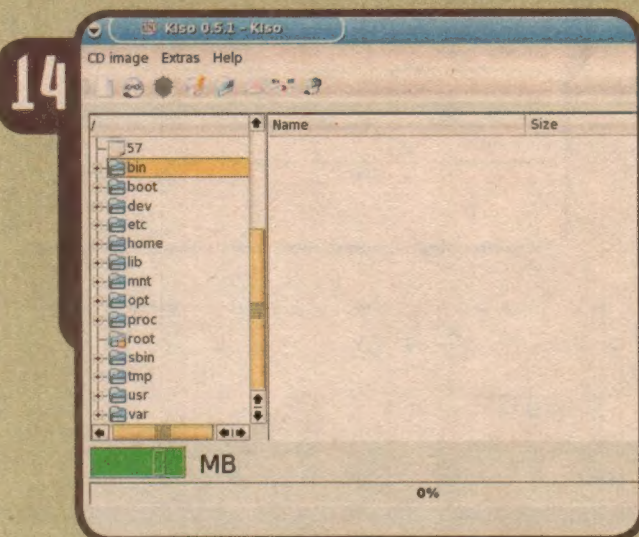 14
Kiso 0.5.1 - Kiso
CD image Extras Help
/
Name Size
57
bin
boot
dev
etc
home
lib
mnt
opt
proc
root
sbin
tmp
usr
var
MB
0%